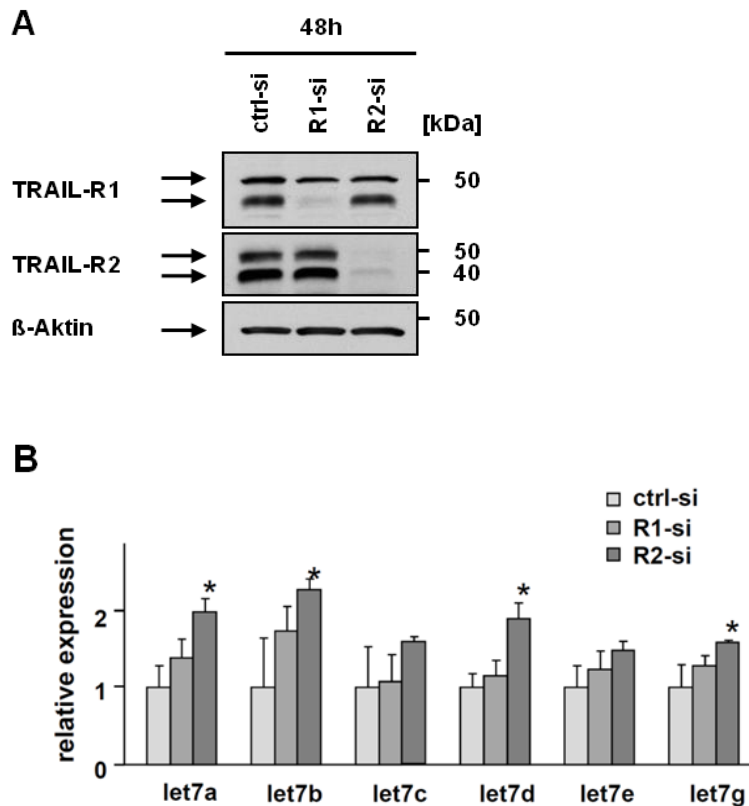 A
48h
ctrl-si R1-si R2-si [kDa]
TRAIL-R1 50
TRAIL-R2 50
40
ß-Aktin 50
B
ctrl-si
R1-si
R2-si
relative expression
2
1
0
* * * *
let7a let7b let7c let7d let7e let7g